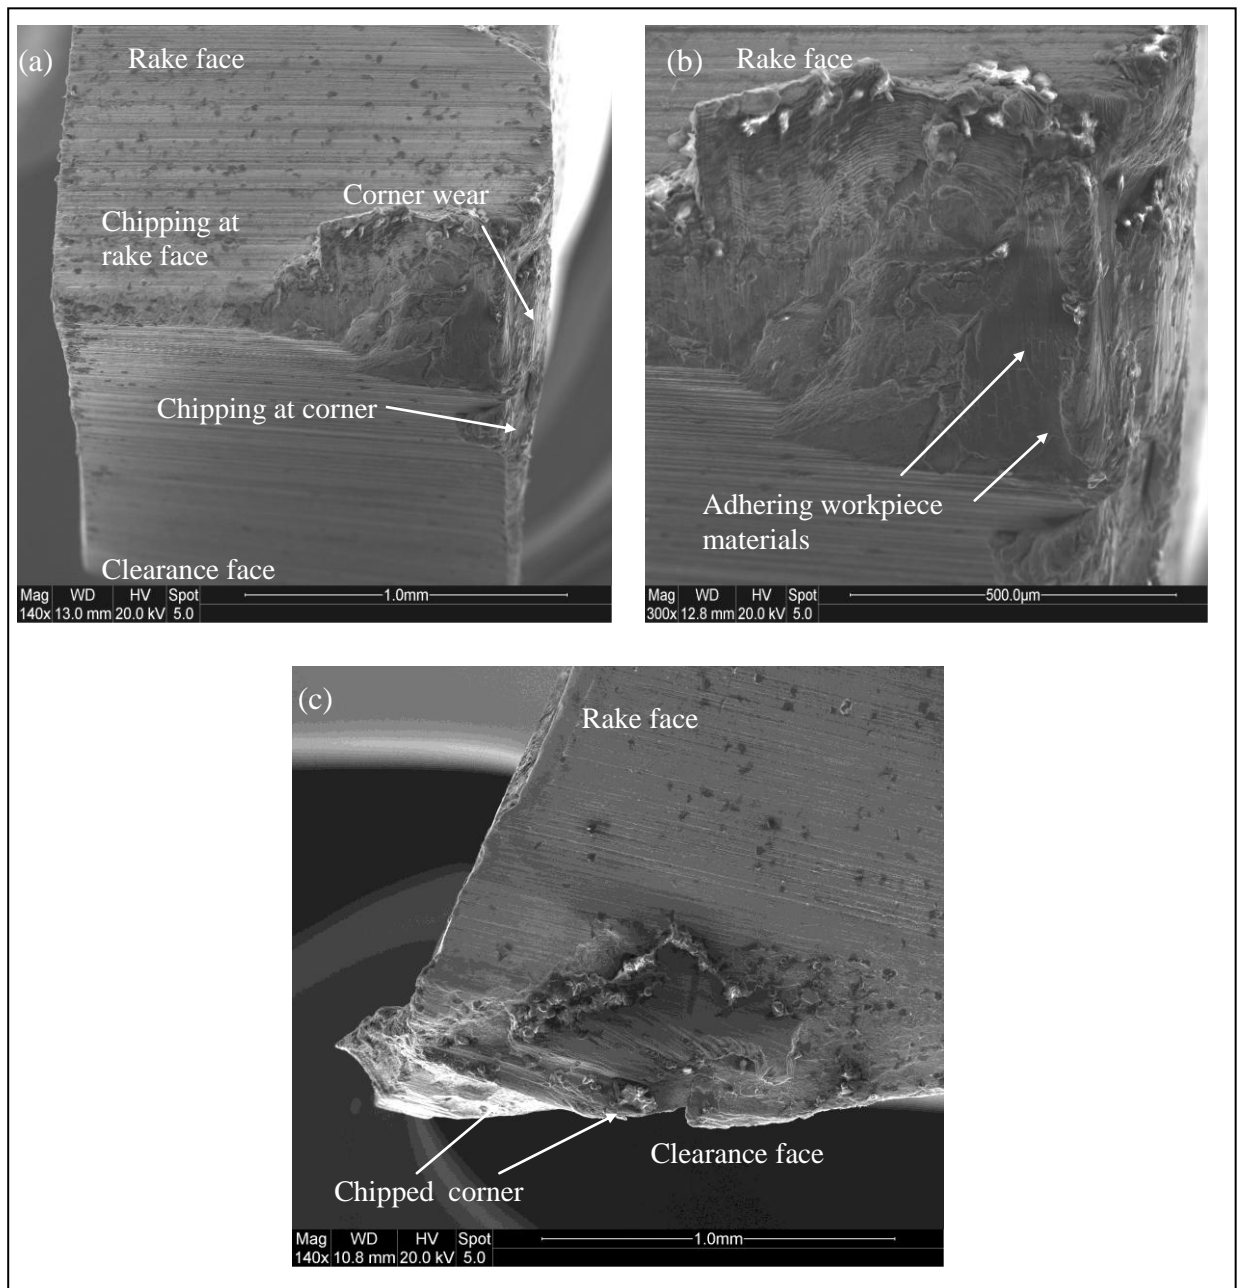 (a)
Rake face
Corner wear
Chipping at
rake face
Chipping at corner
Clearance face
Mag WD HV Spot 1.0mm
140x 13.0 mm 20.0 kV 5.0
(b)
Rake face
Adhering workpiece
materials
Mag WD HV Spot 500.0µm
300x 12.8 mm 20.0 kV 5.0
(c)
Rake face
Clearance face
Chipped corner
Mag WD HV Spot 1.0mm
140x 10.8 mm 20.0 kV 5.0